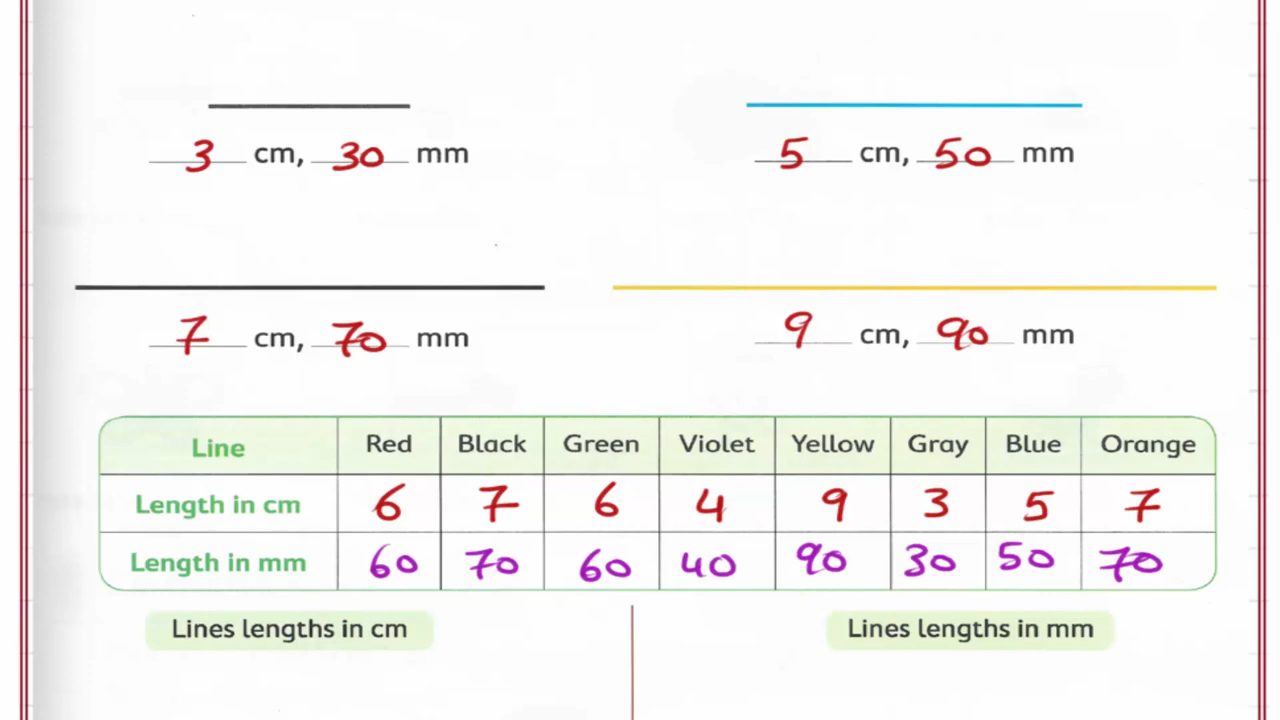 3 cm, 30 mm
5 cm, 50 mm
7 cm, 70 mm
9 cm, 90 mm
Line Red Black Green Violet Yellow Gray Blue Orange
Length in cm 6 7 6 4 9 3 5 7
Length in mm 60 70 60 40 90 30 50 70
Lines lengths in cm
Lines lengths in mm